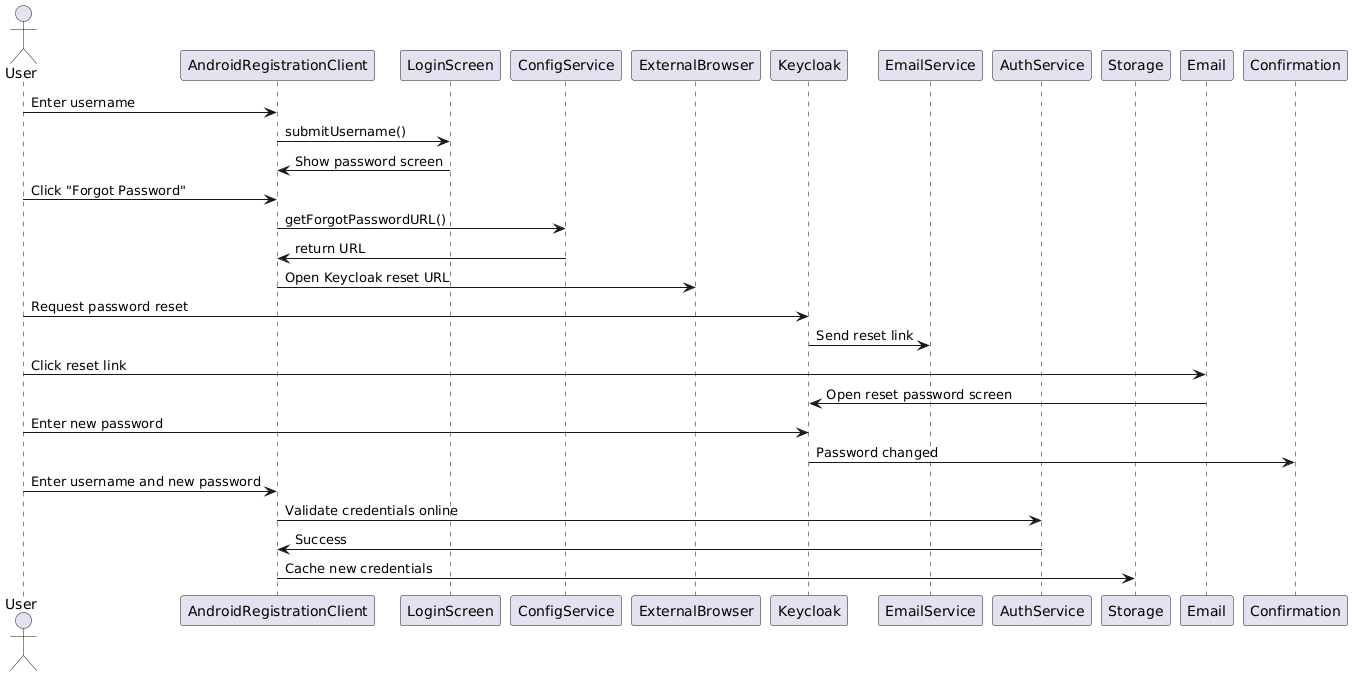 User
AndroidRegistrationClient
LoginScreen
ConfigService
ExternalBrowser
Keycloak
EmailService
AuthService
Storage
Email
Confirmation
Enter username
submitUsername()
Show password screen
Click "Forgot Password"
getForgotPasswordURL()
return URL
Open Keycloak reset URL
Request password reset
Send reset link
Click reset link
Open reset password screen
Enter new password
Password changed
Enter username and new password
Validate credentials online
Success
Cache new credentials
User
AndroidRegistrationClient
LoginScreen
ConfigService
ExternalBrowser
Keycloak
EmailService
AuthService
Storage
Email
Confirmation